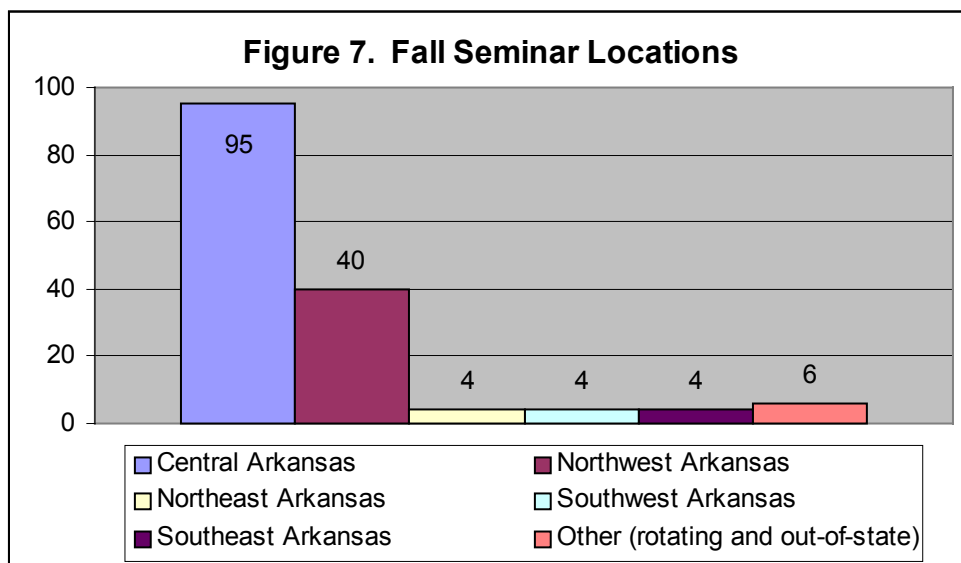 Figure 7.  Fall Seminar Locations
100
80
60
40
20
0
95
40
4
4
4
6
Central Arkansas
Northwest Arkansas
Northeast Arkansas
Southwest Arkansas
Southeast Arkansas
Other (rotating and out-of-state)